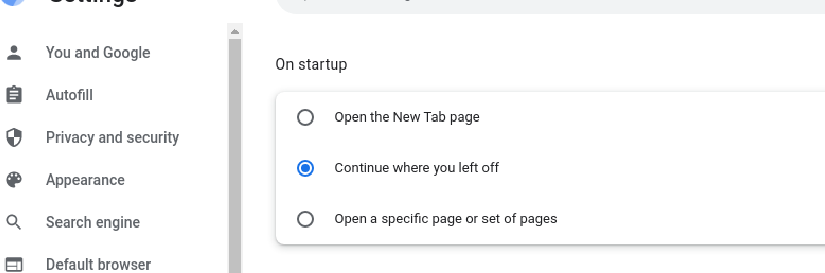 Settings
You and Google
Autofill
Privacy and security
Appearance
Search engine
Default browser
On startup
Open the New Tab page
Continue where you left off
Open a specific page or set of pages